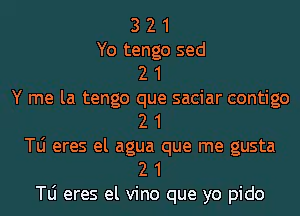 3 2 1
Yo tengo sed
2 1
Y me la tengo que saciar contigo
2 1
Tú eres el agua que me gusta
2 1
Tú eres el vino que yo pido